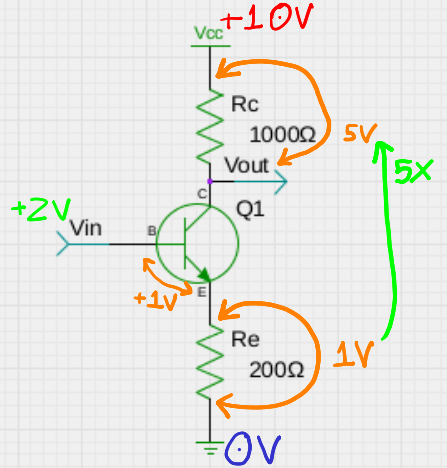 +10V
Vcc
Rc
1000Ω
5V
Vout
5X
C
Q1
+2V
Vin
B
+1V
E
Re
1V
200Ω
0V